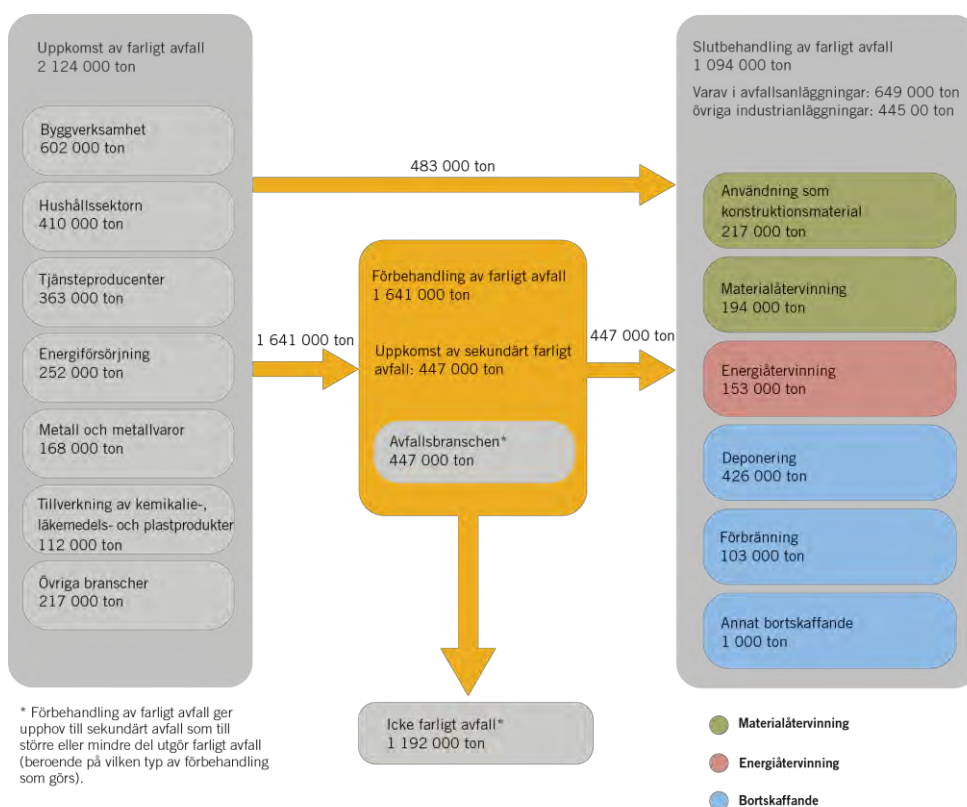 Uppkomst av farligt avfall
2 124 000 ton
Byggverksamhet
602 000 ton
Hushållssektorn
410 000 ton
Tjänsteproducenter
363 000 ton
Energiförsörjning
252 000 ton
Metall och metallvaror
168 000 ton
Tillverkning av kemikalie-,
läkemedels- och plastprodukter
112 000 ton
Övriga branscher
217 000 ton
* Förbehandling av farligt avfall ger
upphov till sekundärt avfall som till
större eller mindre del utgör farligt avfall
(beroende på vilken typ av förbehandling
som görs).
483 000 ton
1 641 000 ton
Förbehandling av farligt avfall
1 641 000 ton
Uppkomst av sekundärt farligt
avfall: 447 000 ton
Avfallsbranschen*
447 000 ton
447 000 ton
Icke farligt avfall*
1 192 000 ton
Slutbehandling av farligt avfall
1 094 000 ton
Varav i avfallsanläggningar: 649 000 ton
övriga industrianläggningar: 445 00 ton
Användning som
konstruktionsmaterial
217 000 ton
Materialåtervinning
194 000 ton
Energiåtervinning
153 000 ton
Deponering
426 000 ton
Förbränning
103 000 ton
Annat bortskaffande
1 000 ton
Materialåtervinning
Energiåtervinning
Bortskaffande